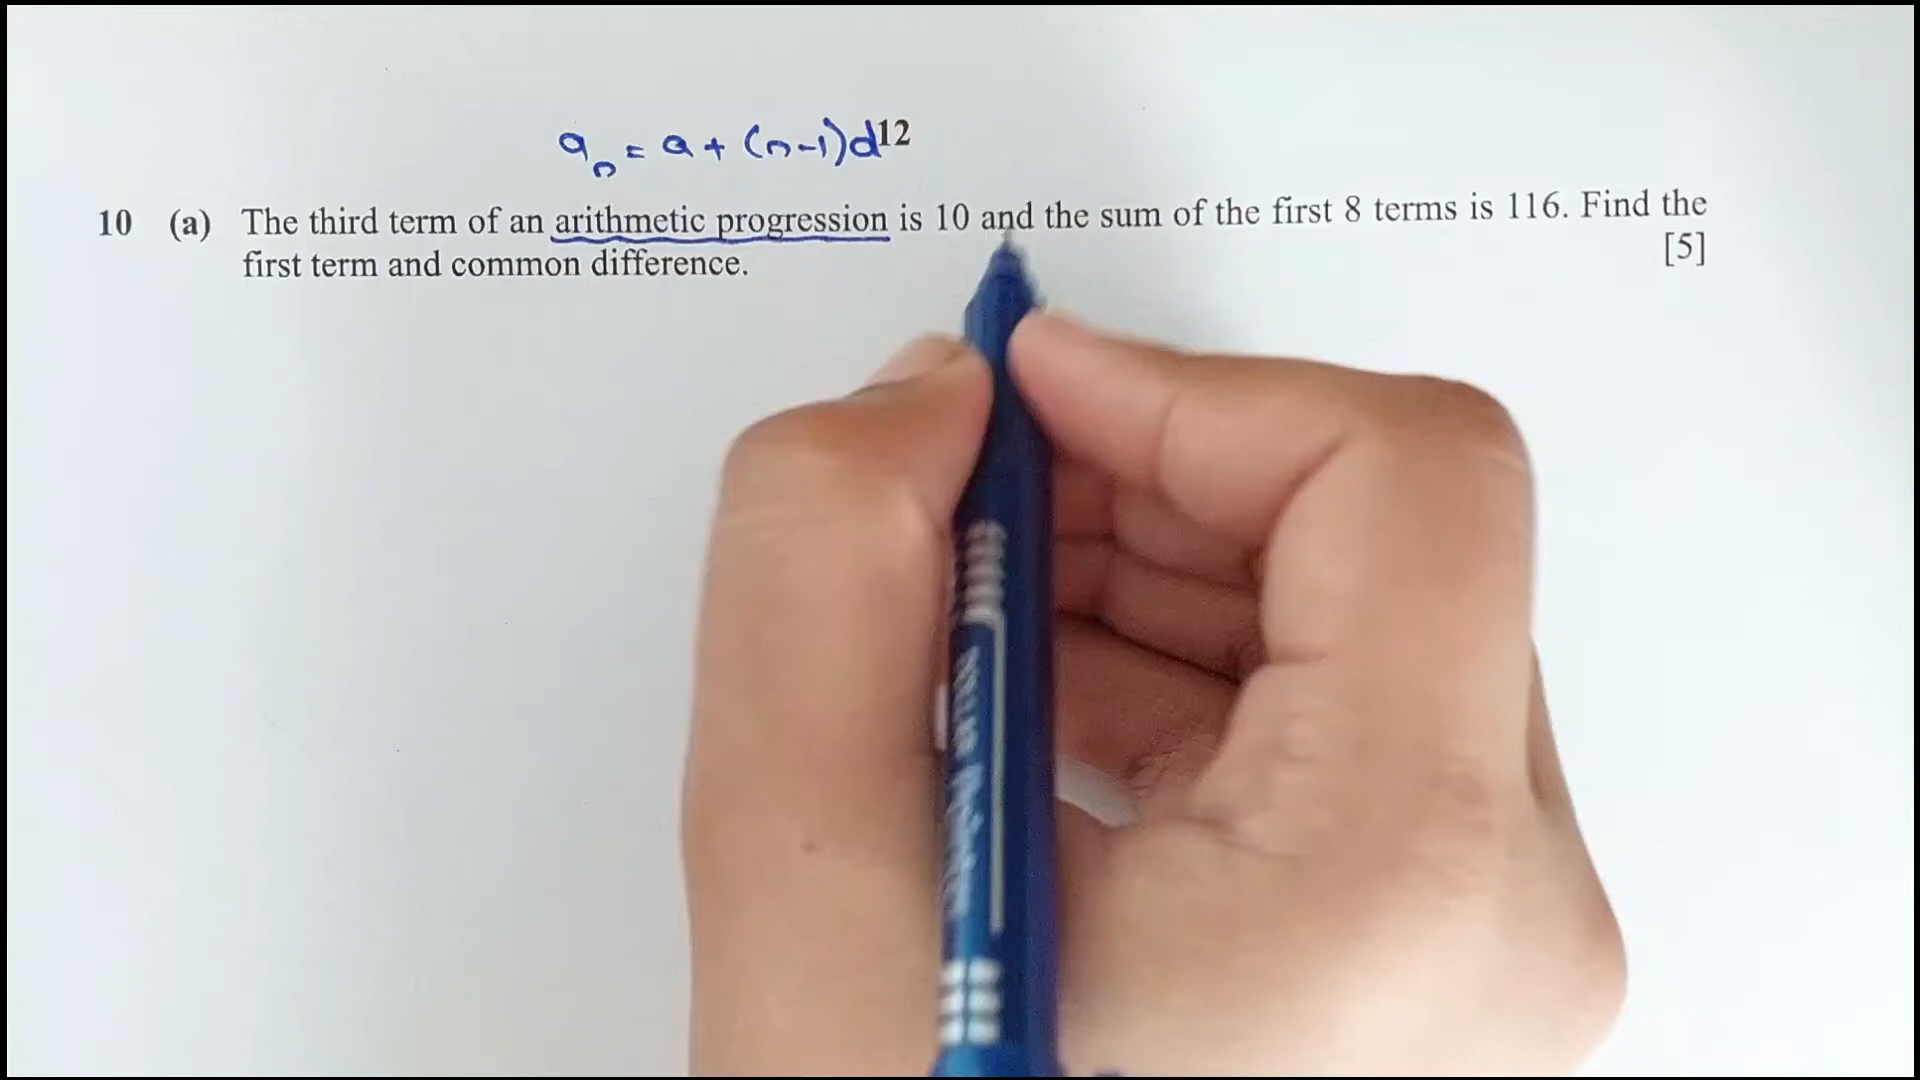 aₙ = a + (n-1)d 12
10 (a) The third term of an arithmetic progression is 10 and the sum of the first 8 terms is 116. Find the
first term and common difference. [5]